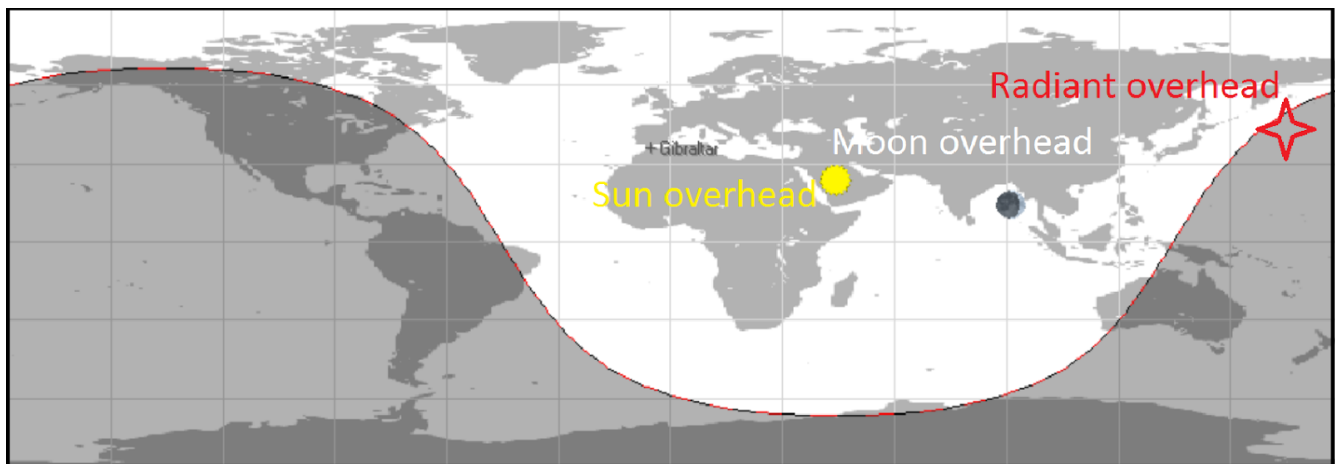 Radiant overhead
Moon overhead
+Gibraltar
Sun overhead